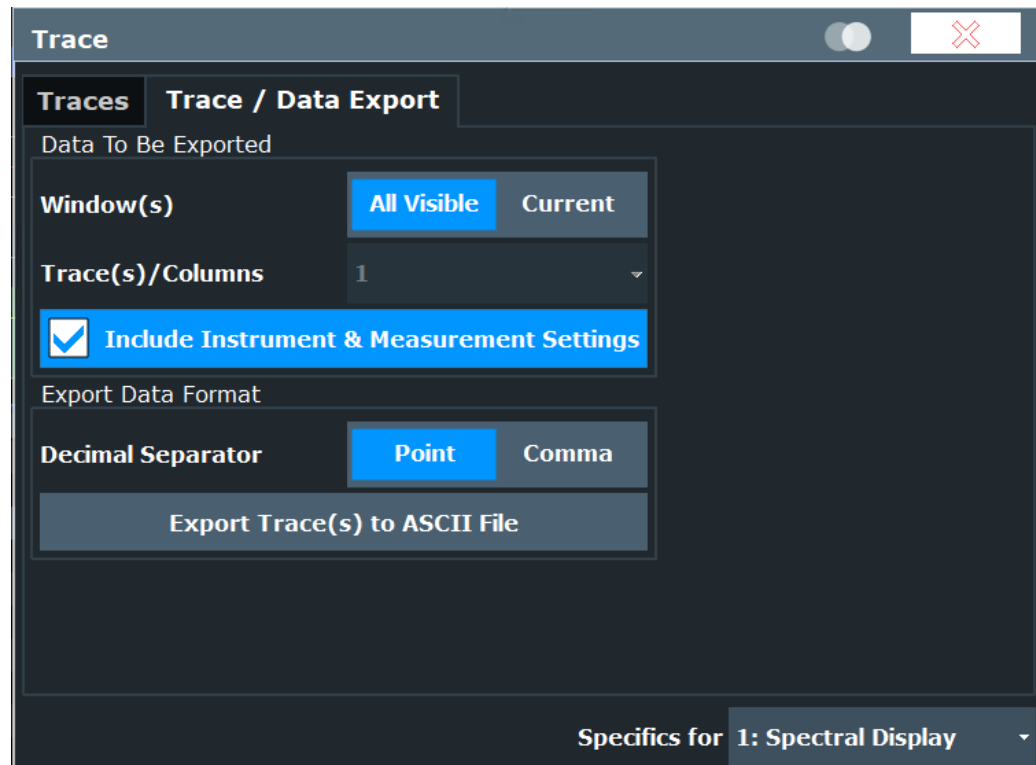 Trace
Traces Trace / Data Export
Data To Be Exported
Window(s) All Visible Current
Trace(s)/Columns 1
Include Instrument & Measurement Settings
Export Data Format
Decimal Separator Point Comma
Export Trace(s) to ASCII File
Specifics for 1: Spectral Display